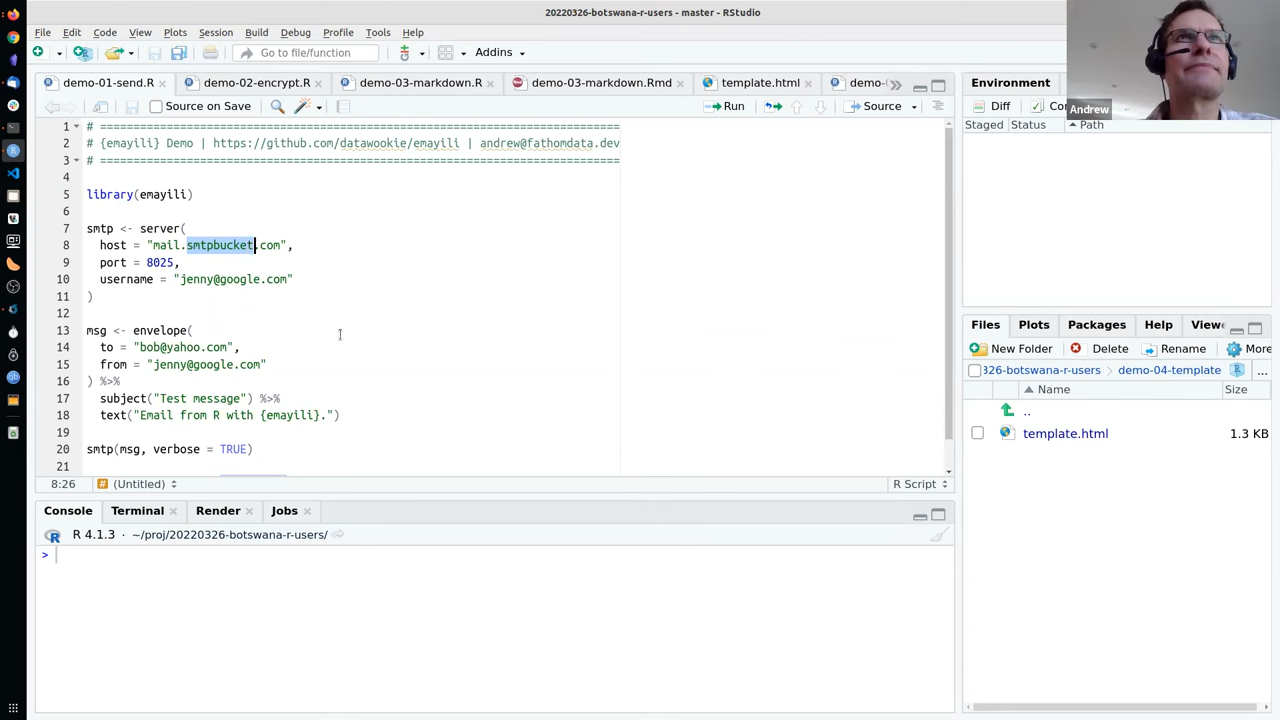 20220326-botswana-r-users - master - RStudio
File Edit Code View Plots Session Build Debug Profile Tools Help
Go to file/function Addins
demo-01-send.R demo-02-encrypt.R demo-03-markdown.R demo-03-markdown.Rmd template.html demo-
Source on Save Run Source
1 # ================================================================================
2 # {emayili} Demo | https://github.com/datawookie/emayili | andrew@fathomdata.dev
3 # ================================================================================
4
5 library(emayili)
6
7 smtp <- server(
8 host = "mail.smtpbucket.com",
9 port = 8025,
10 username = "jenny@google.com"
11 )
12
13 msg <- envelope(
14 to = "bob@yahoo.com",
15 from = "jenny@google.com"
16 ) %>%
17 subject("Test message") %>%
18 text("Email from R with {emayili}.")
19
20 smtp(msg, verbose = TRUE)
21
8:26 # (Untitled) R Script
Console Terminal Render Jobs
R 4.1.3 · ~/proj/20220326-botswana-r-users/
>
Andrew
Environment
Diff Co
Staged Status Path
Files Plots Packages Help View
New Folder Delete Rename More
326-botswana-r-users demo-04-template ...
Name Size
..
template.html 1.3 KB